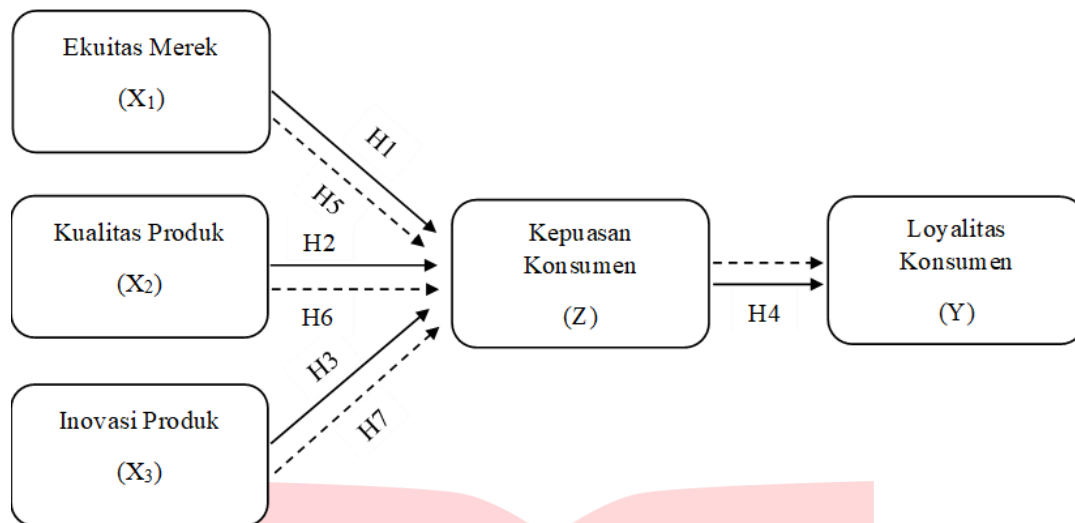 Ekuitas Merek
(X₁)
H1
H5
Kualitas Produk
(X₂)
H2
H6
Inovasi Produk
(X₃)
H3
H7
Kepuasan
Konsumen
(Z)
H4
Loyalitas
Konsumen
(Y)